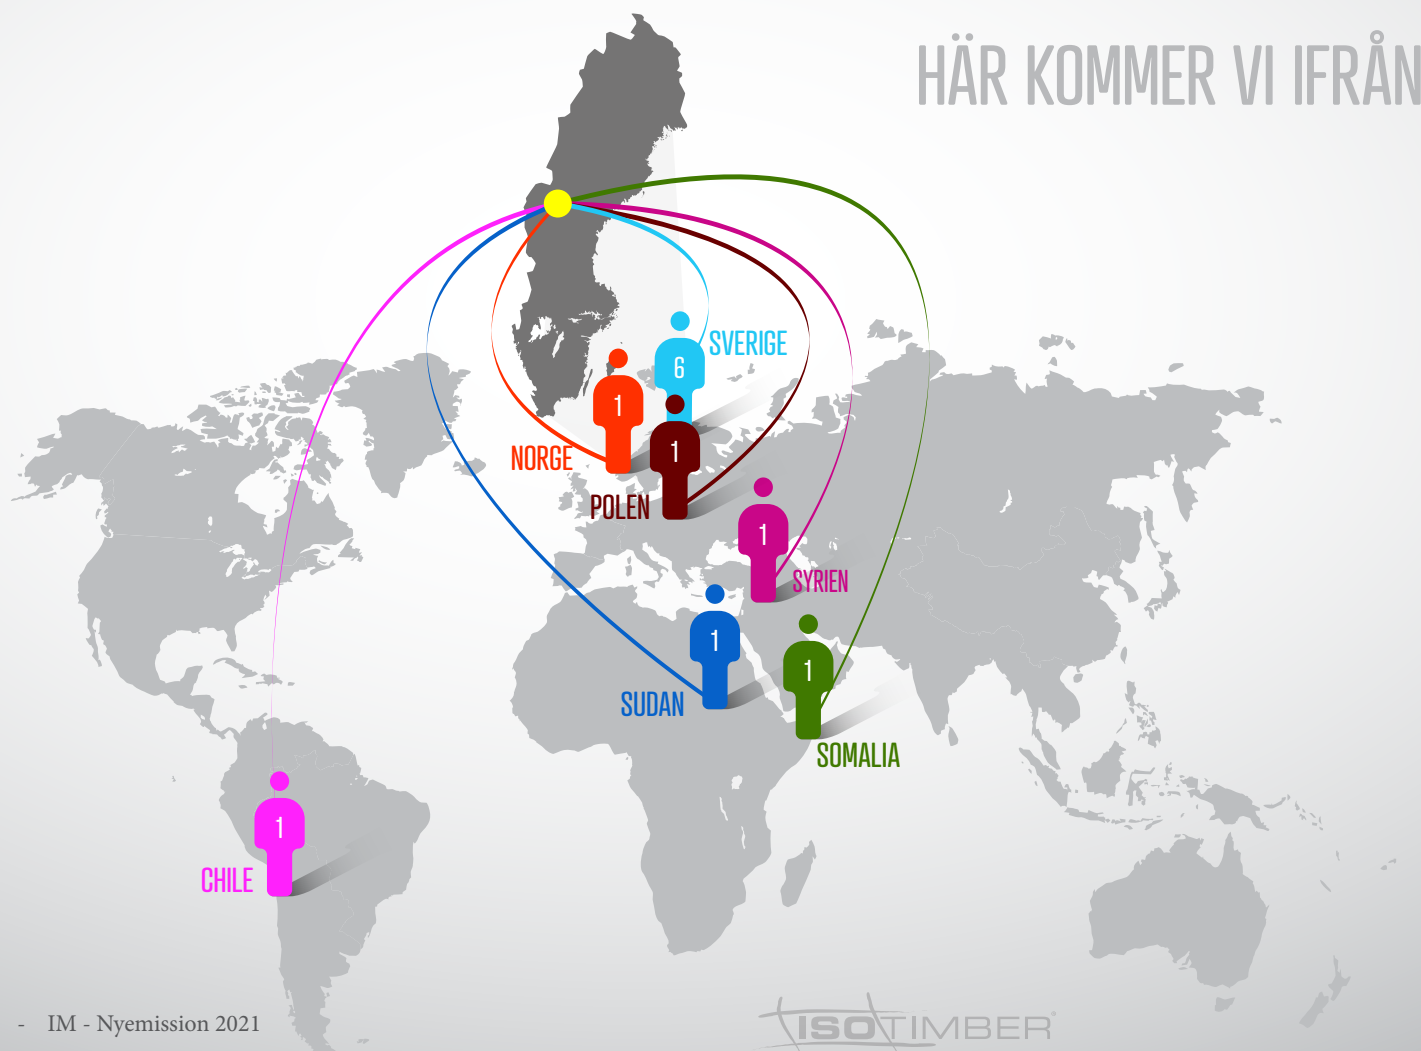 HÄR KOMMER VI IFRÅN
SVERIGE
6
1
NORGE
1
POLEN
1
SYRIEN
1
SUDAN
1
SOMALIA
1
CHILE
- IM - Nyemission 2021
ISOTIMBER®